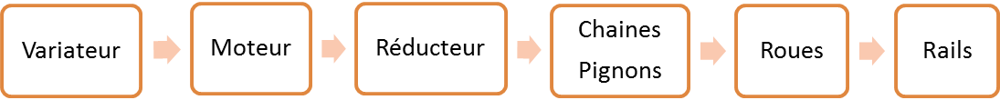 Variateur
Moteur
Réducteur
Chaines
Pignons
Roues
Rails